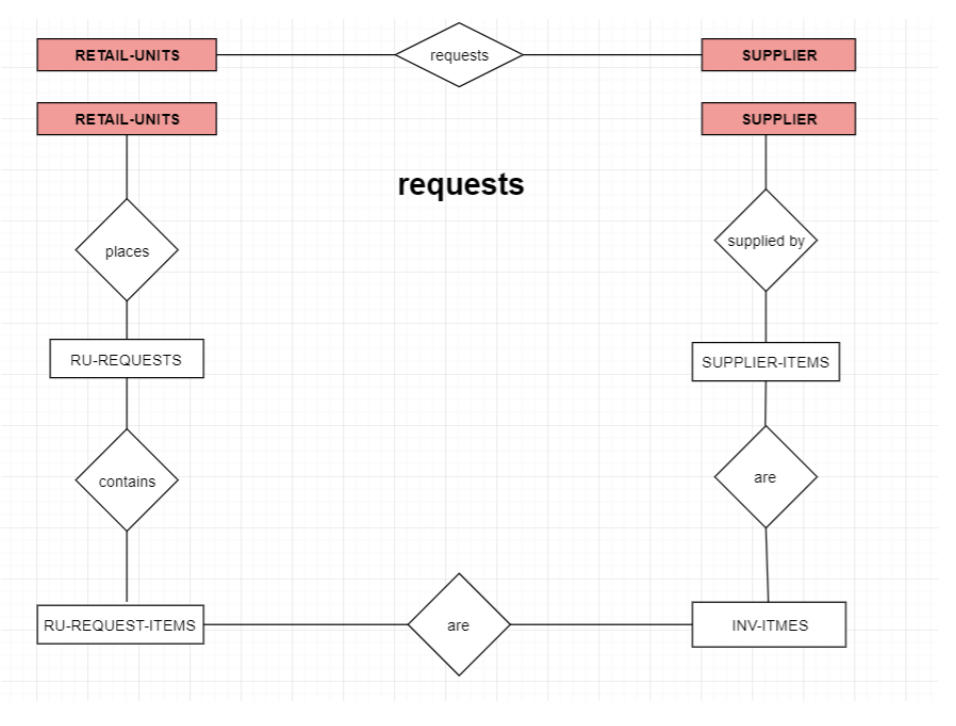 RETAIL-UNITS
requests
SUPPLIER
RETAIL-UNITS
SUPPLIER
requests
places
supplied by
RU-REQUESTS
SUPPLIER-ITEMS
contains
are
RU-REQUEST-ITEMS
are
INV-ITMES